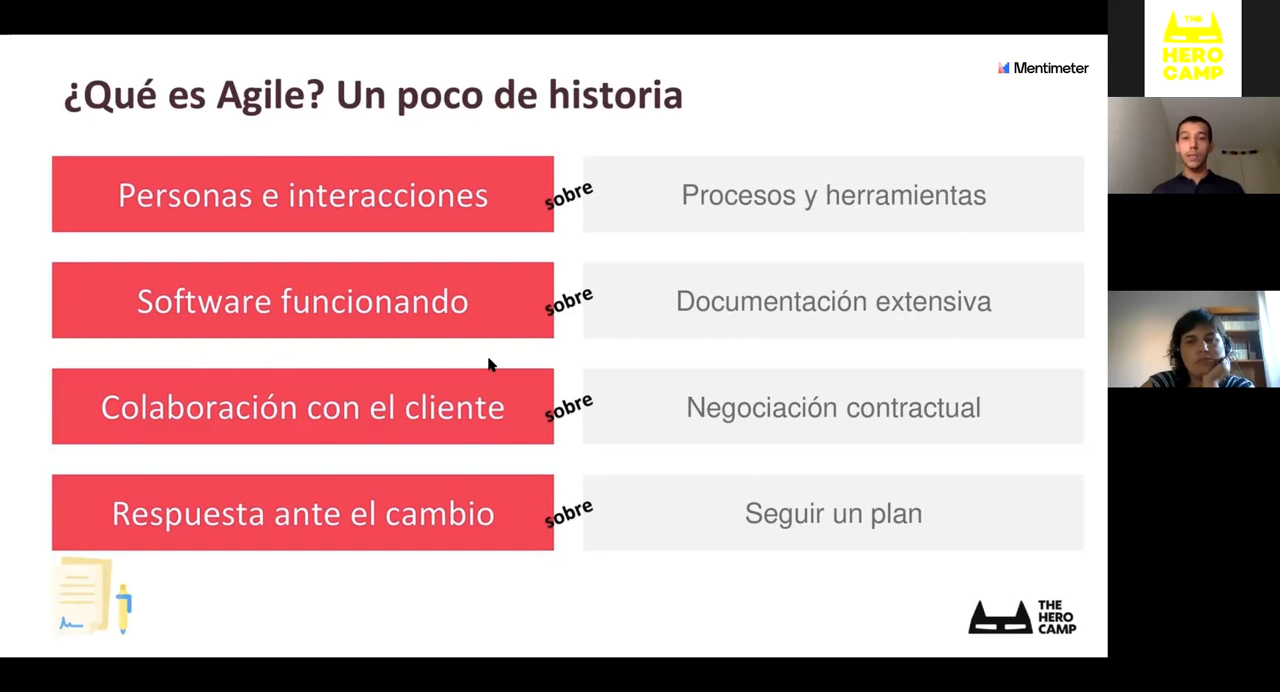 ¿Qué es Agile? Un poco de historia
Mentimeter
THE
HERO
CAMP
Personas e interacciones
sobre
Procesos y herramientas
Software funcionando
sobre
Documentación extensiva
Colaboración con el cliente
sobre
Negociación contractual
Respuesta ante el cambio
sobre
Seguir un plan
THE
HERO
CAMP